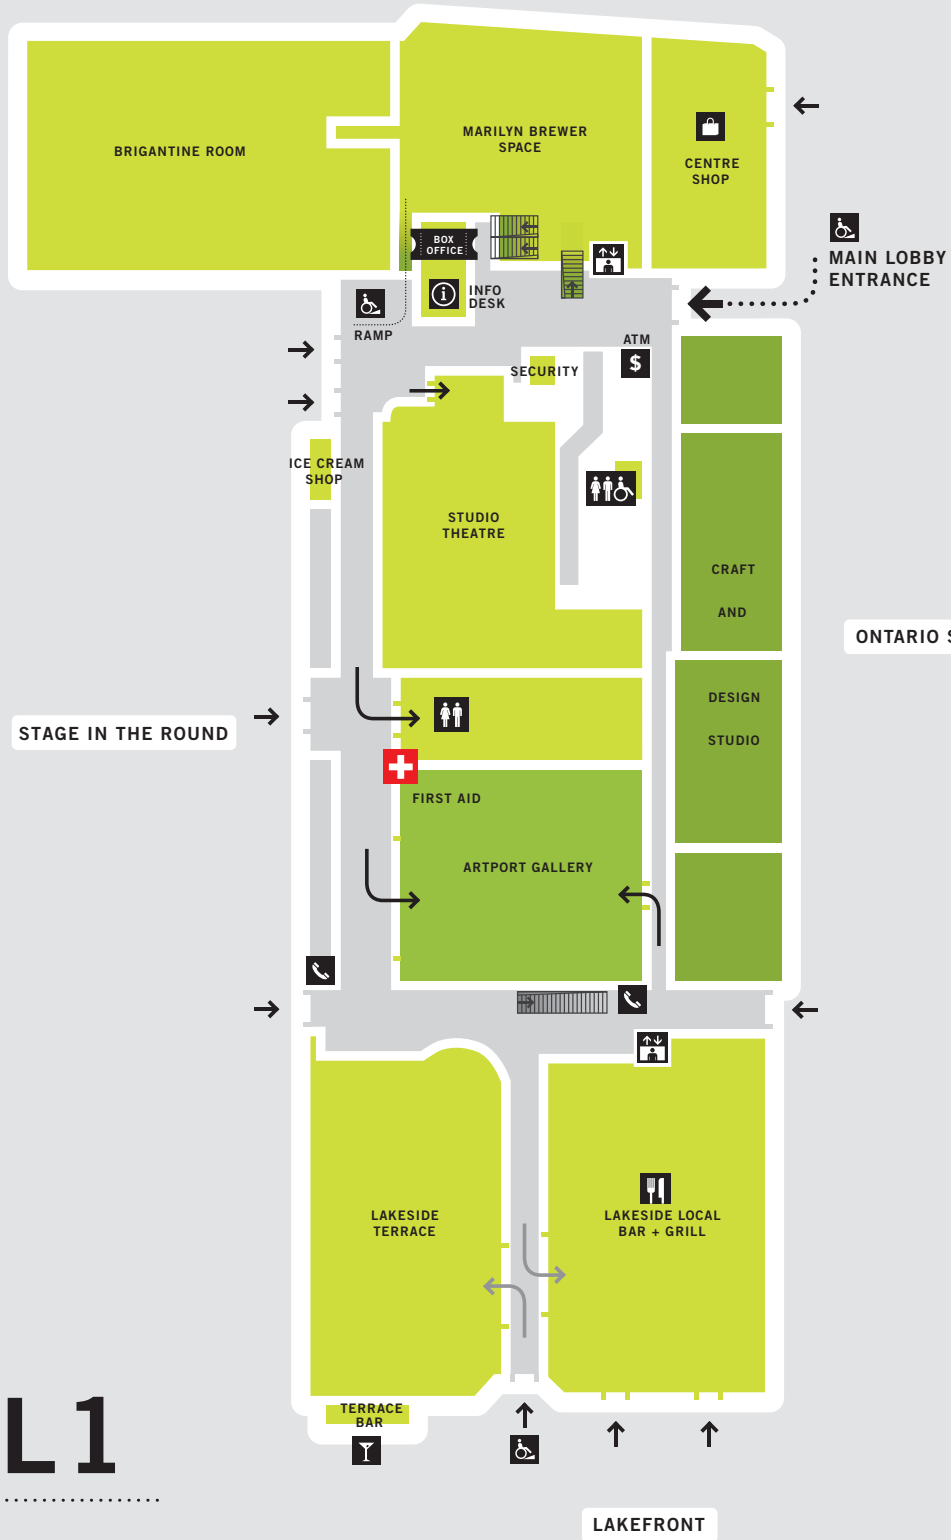 BRIGANTINE ROOM
MARILYN BREWER
SPACE
CENTRE
SHOP
BOX
OFFICE
MAIN LOBBY
ENTRANCE
INFO
DESK
RAMP
ATM
$
SECURITY
ICE CREAM
SHOP
STUDIO
THEATRE
CRAFT
AND
DESIGN
STUDIO
ONTARIO S
STAGE IN THE ROUND
FIRST AID
ARTPORT GALLERY
LAKESIDE
TERRACE
LAKESIDE LOCAL
BAR + GRILL
TERRACE
BAR
L1
LAKEFRONT